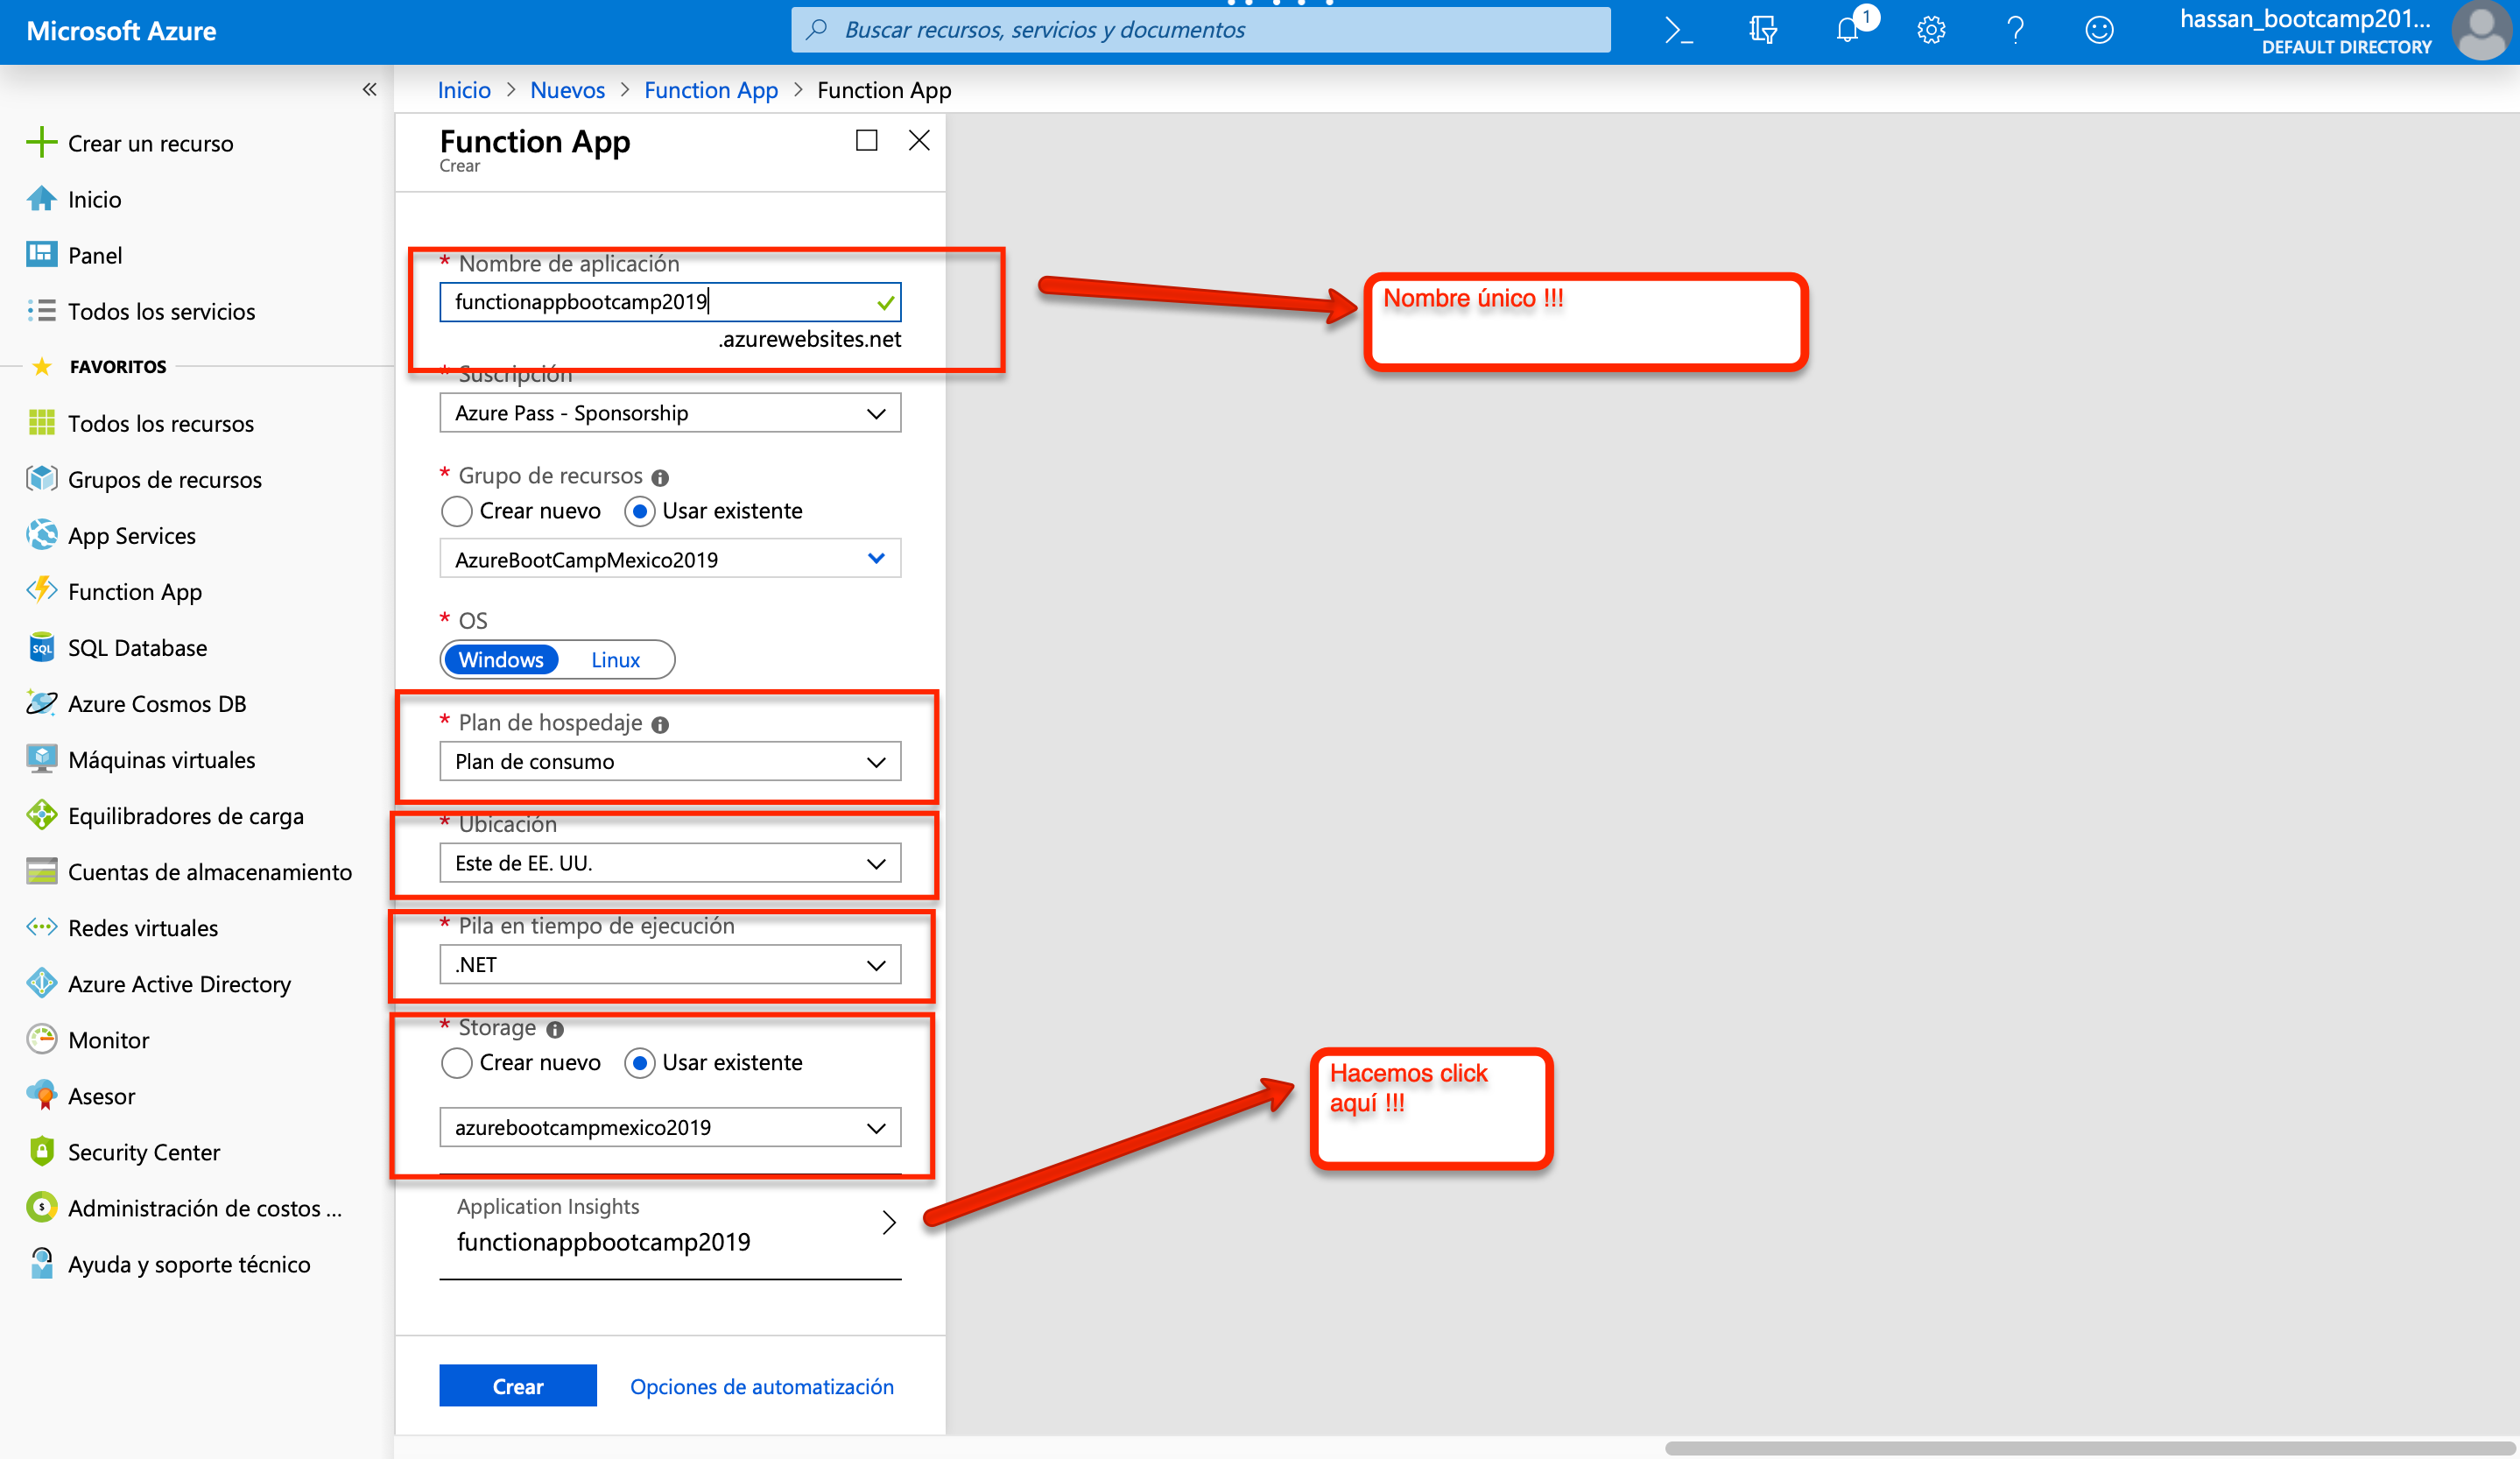 Microsoft Azure
Buscar recursos, servicios y documentos
1
hassan_bootcamp201...
DEFAULT DIRECTORY
Inicio > Nuevos > Function App > Function App
Crear un recurso
Inicio
Panel
Todos los servicios
FAVORITOS
Todos los recursos
Grupos de recursos
App Services
Function App
SQL Database
Azure Cosmos DB
Máquinas virtuales
Equilibradores de carga
Cuentas de almacenamiento
Redes virtuales
Azure Active Directory
Monitor
Asesor
Security Center
Administración de costos ...
Ayuda y soporte técnico
Function App
Crear
* Nombre de aplicación
functionappbootcamp2019
.azurewebsites.net
* Suscripción
Azure Pass - Sponsorship
* Grupo de recursos
Crear nuevo Usar existente
AzureBootCampMexico2019
* OS
Windows Linux
* Plan de hospedaje
Plan de consumo
* Ubicación
Este de EE. UU.
* Pila en tiempo de ejecución
.NET
* Storage
Crear nuevo Usar existente
azurebootcampmexico2019
Application Insights
functionappbootcamp2019
Crear Opciones de automatización
Nombre único !!!
Hacemos click
aquí !!!